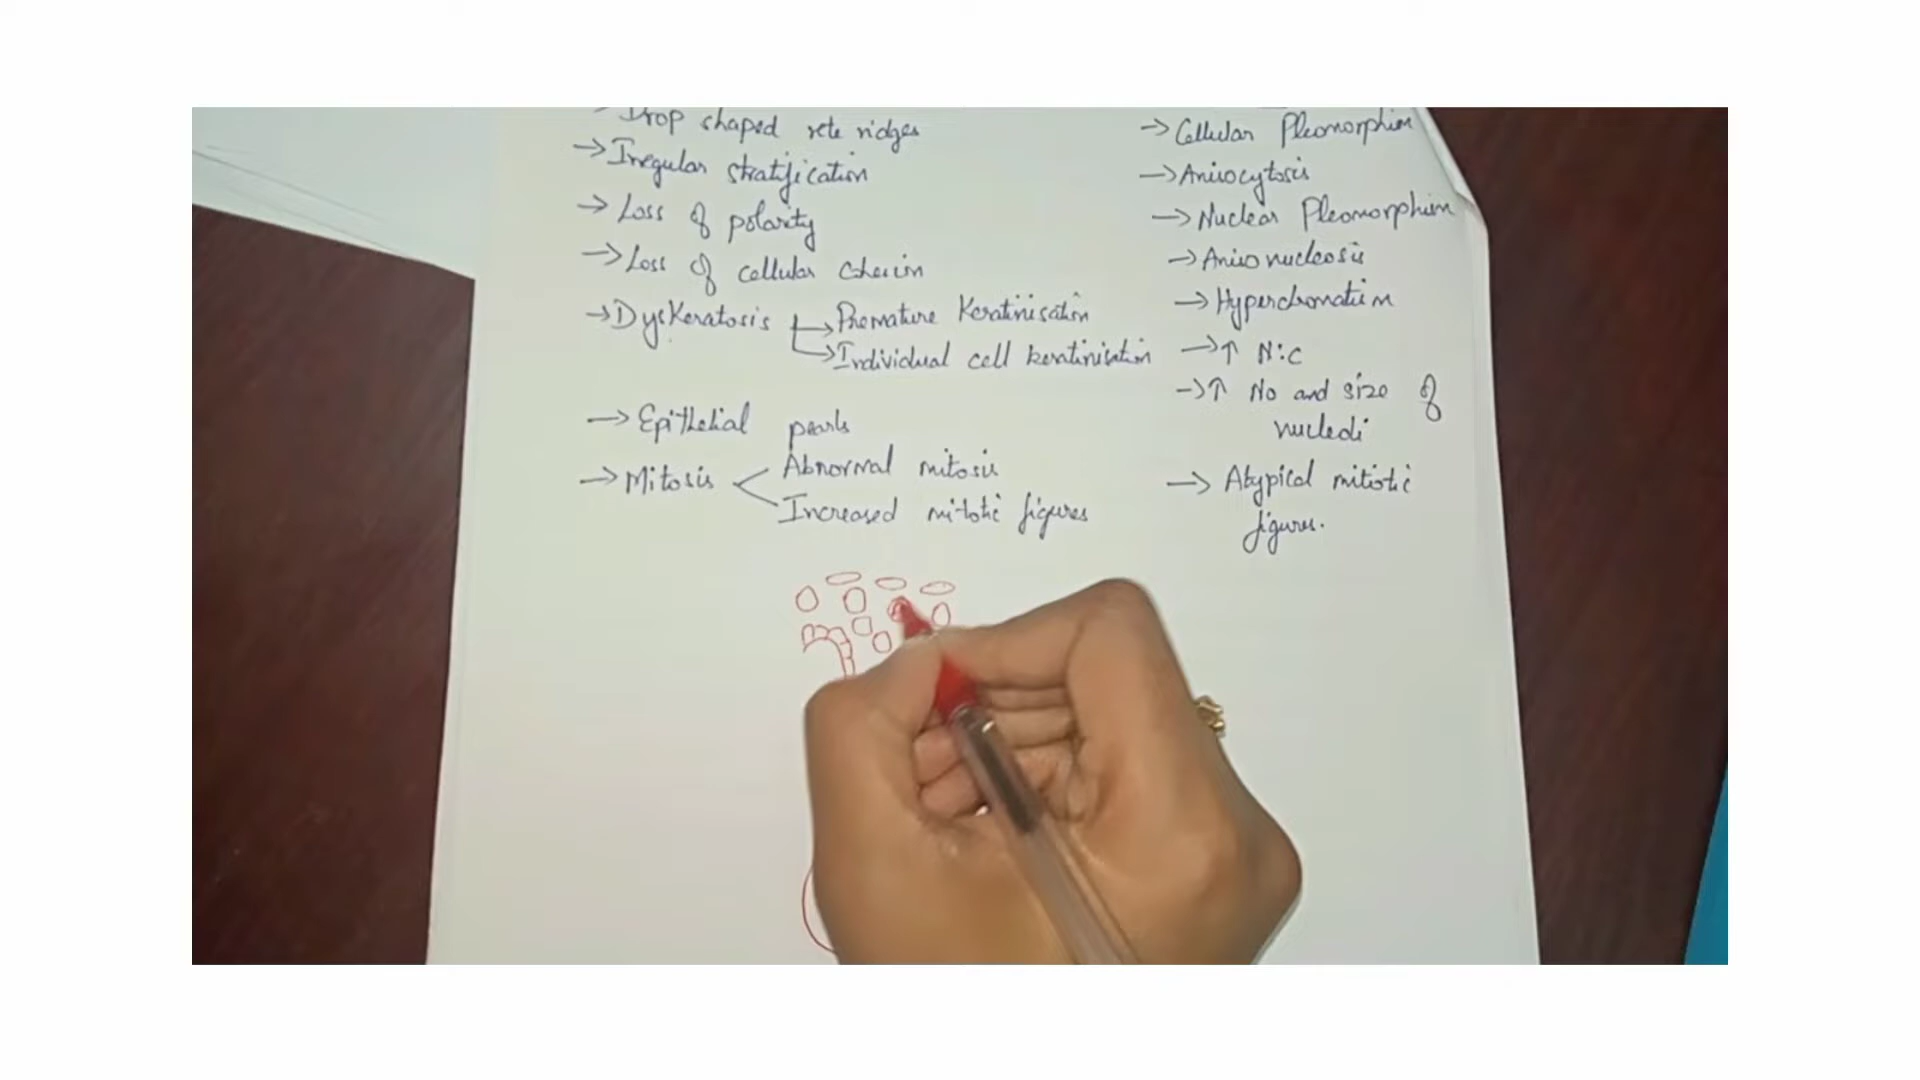 Drop shaped rete ridges
→ Irregular stratification
→ Loss of polarity
→ Loss of cellular cohesion
→ Dyskeratosis → Premature Keratinisation
→ Individual cell keratinisation
→ Epithelial pearls
→ Mitosis < Abnormal mitosis
Increased mitotic figures
→ Cellular Pleomorphism
→ Anisocytosis
→ Nuclear Pleomorphism
→ Anisonucleosis
→ Hyperchromatism
→ ↑ N:C
→ ↑ No and size of
nucleoli
→ Atypical mitiotic
figures.